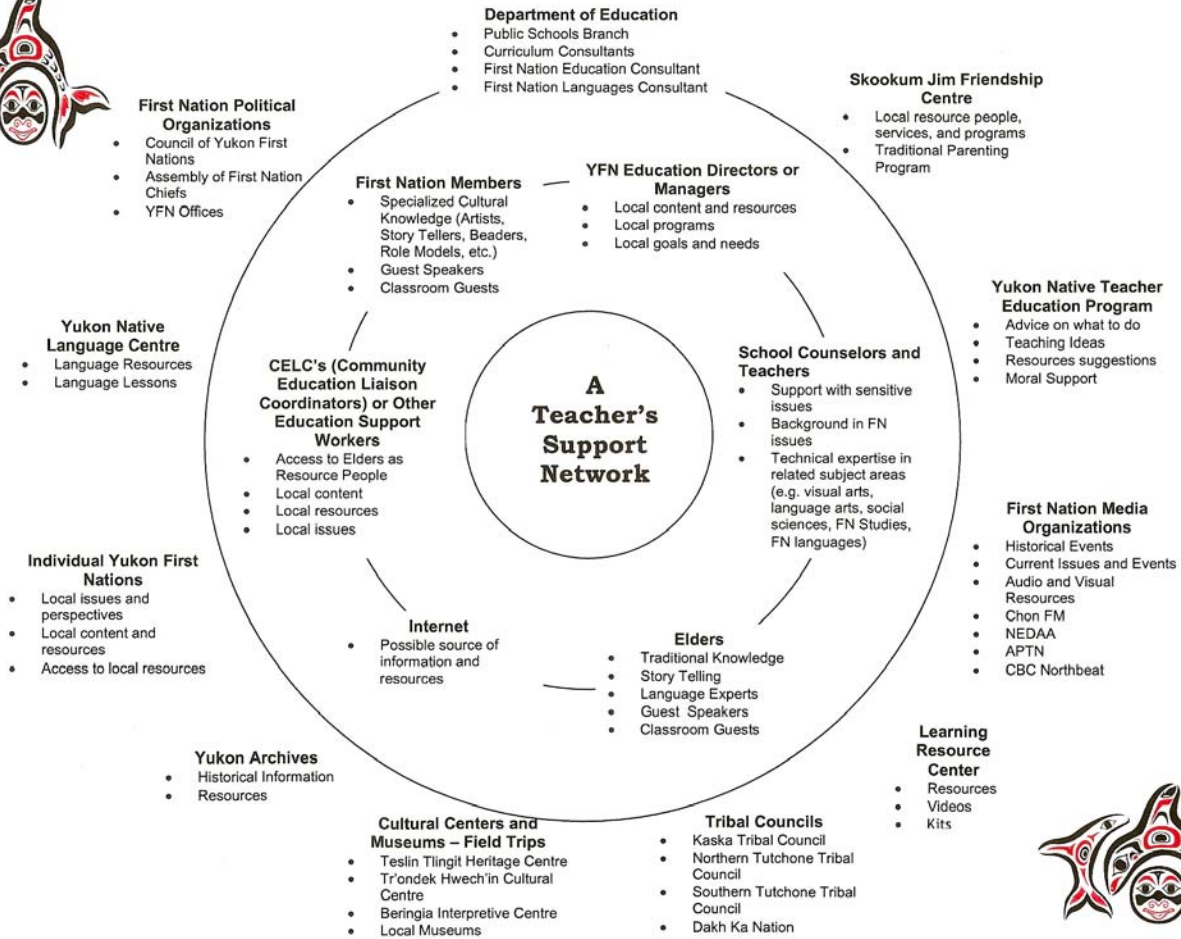 Department of Education
• Public Schools Branch
• Curriculum Consultants
• First Nation Education Consultant
• First Nation Languages Consultant
First Nation Political
Organizations
• Council of Yukon First
Nations
• Assembly of First Nation
Chiefs
• YFN Offices
Skookum Jim Friendship
Centre
• Local resource people,
services, and programs
• Traditional Parenting
Program
First Nation Members
• Specialized Cultural
Knowledge (Artists,
Story Tellers, Beaders,
Role Models, etc.)
• Guest Speakers
• Classroom Guests
YFN Education Directors or
Managers
• Local content and resources
• Local programs
• Local goals and needs
Yukon Native
Language Centre
• Language Resources
• Language Lessons
CELC's (Community
Education Liaison
Coordinators) or Other
Education Support
Workers
• Access to Elders as
Resource People
• Local content
• Local resources
• Local issues
A
Teacher's
Support
Network
School Counselors and
Teachers
• Support with sensitive
issues
• Background in FN
issues
• Technical expertise in
related subject areas
(e.g. visual arts,
language arts, social
sciences, FN Studies,
FN languages)
Yukon Native Teacher
Education Program
• Advice on what to do
• Teaching Ideas
• Resources suggestions
• Moral Support
Individual Yukon First
Nations
• Local issues and
perspectives
• Local content and
resources
• Access to local resources
Internet
• Possible source of
information and
resources
Elders
• Traditional Knowledge
• Story Telling
• Language Experts
• Guest Speakers
• Classroom Guests
First Nation Media
Organizations
• Historical Events
• Current Issues and Events
• Audio and Visual
Resources
• Chon FM
• NEDAA
• APTN
• CBC Northbeat
Yukon Archives
• Historical Information
• Resources
Cultural Centers and
Museums – Field Trips
• Teslin Tlingit Heritage Centre
• Tr'ondek Hwech'in Cultural
Centre
• Beringia Interpretive Centre
• Local Museums
Tribal Councils
• Kaska Tribal Council
• Northern Tutchone Tribal
Council
• Southern Tutchone Tribal
Council
• Dakh Ka Nation
Learning
Resource
Center
• Resources
• Videos
• Kits